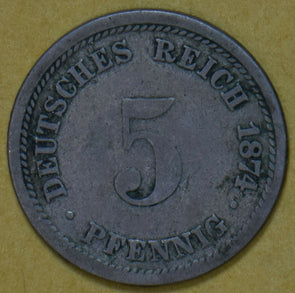 DEUTSCHES REICH 1874.
5
• PFENNIG •